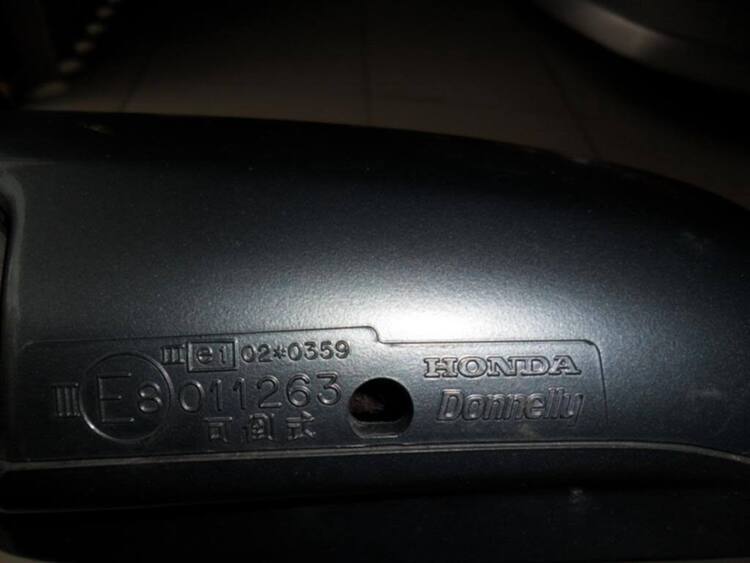 III e1 02*0359
III E8 011263
可倒式
HONDA
Donnelly